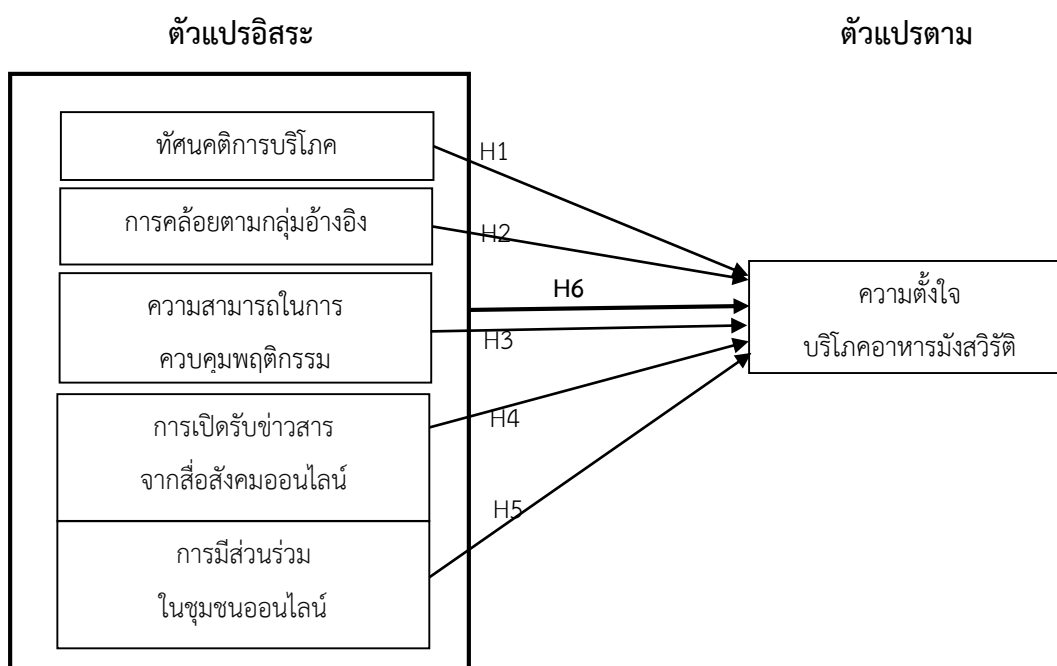 ตัวแปรอิสระ
ตัวแปรตาม
ทัศนคติการบริโภค
H1
การคล้อยตามกลุ่มอ้างอิง
H2
ความสามารถในการ
ควบคุมพฤติกรรม
H6
H3
ความตั้งใจ
บริโภคอาหารมังสวิรัติ
การเปิดรับข่าวสาร
จากสื่อสังคมออนไลน์
H4
การมีส่วนร่วม
ในชุมชนออนไลน์
H5